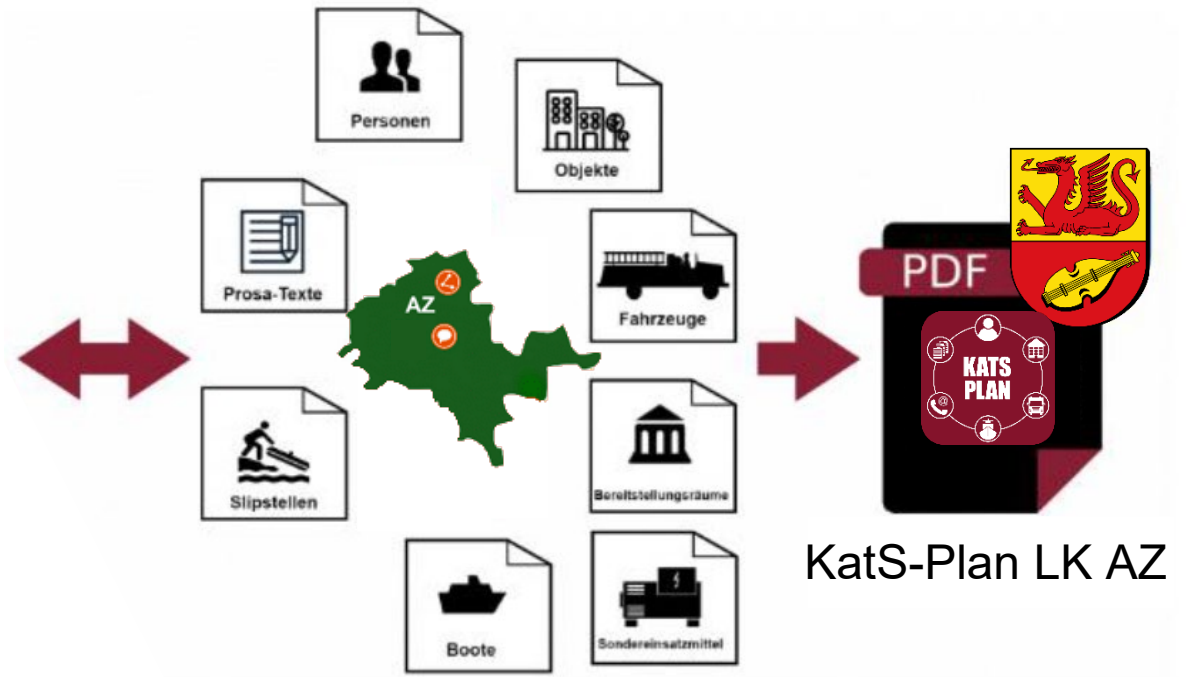 Personen
Objekte
Prosa-Texte
AZ
Fahrzeuge
PDF
KATS
PLAN
Slipstellen
Bereitstellungsräume
Boote
Sondereinsatzmittel
KatS-Plan LK AZ